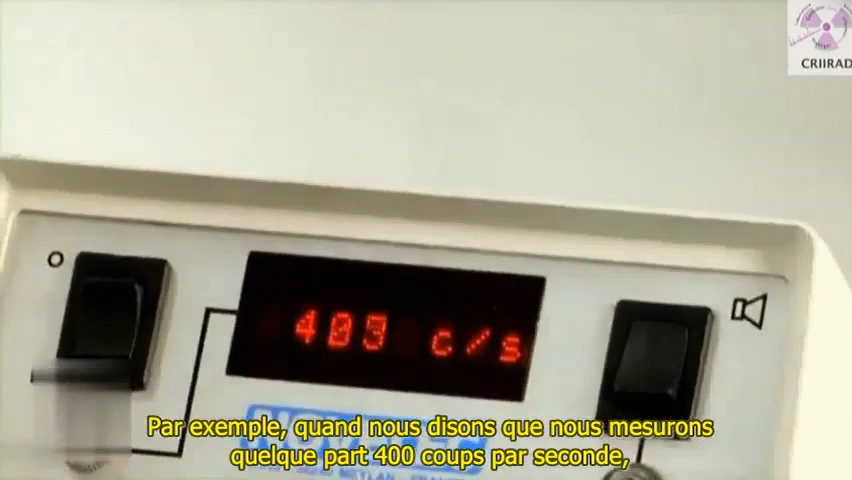 CRIIRAD
403 c/s
Par exemple, quand nous disons que nous mesurons
quelque part 400 coups par seconde,